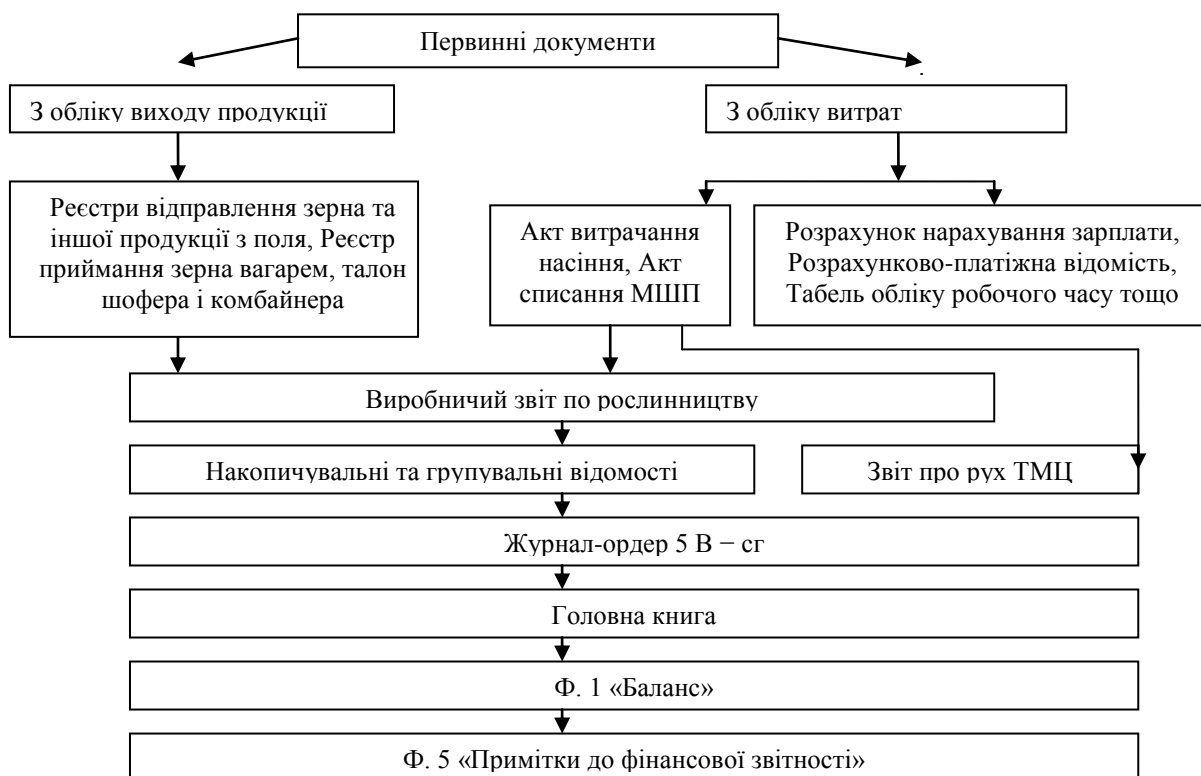 Первинні документи
З обліку виходу продукції
З обліку витрат
Реєстри відправлення зерна та
іншої продукції з поля, Реєстр
приймання зерна вагарем, талон
шофера і комбайнера
Акт витрачання
насіння, Акт
списання МШП
Розрахунок нарахування зарплати,
Розрахунково-платіжна відомість,
Табель обліку робочого часу тощо
Виробничий звіт по рослинництву
Накопичувальні та групувальні відомості
Звіт про рух ТМЦ
Журнал-ордер 5 В − сг
Головна книга
Ф. 1 «Баланс»
Ф. 5 «Примітки до фінансової звітності»